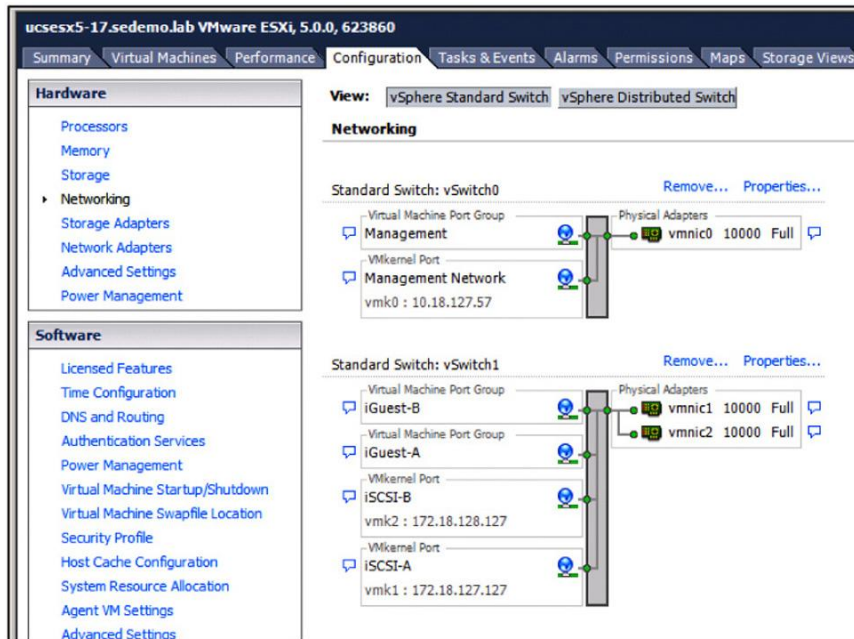 ucsesx5-17.sedemo.lab VMware ESXi, 5.0.0, 623860
Summary Virtual Machines Performance Configuration Tasks & Events Alarms Permissions Maps Storage Views
Hardware
Processors
Memory
Storage
Networking
Storage Adapters
Network Adapters
Advanced Settings
Power Management
Software
Licensed Features
Time Configuration
DNS and Routing
Authentication Services
Power Management
Virtual Machine Startup/Shutdown
Virtual Machine Swapfile Location
Security Profile
Host Cache Configuration
System Resource Allocation
Agent VM Settings
Advanced Settings
View: vSphere Standard Switch vSphere Distributed Switch
Networking
Standard Switch: vSwitch0 Remove... Properties...
Virtual Machine Port Group
Management
VMkernel Port
Management Network
vmk0 : 10.18.127.57
Physical Adapters
vmnic0 10000 Full
Standard Switch: vSwitch1 Remove... Properties...
Virtual Machine Port Group
iGuest-B
Virtual Machine Port Group
iGuest-A
VMkernel Port
iSCSI-B
vmk2 : 172.18.128.127
VMkernel Port
iSCSI-A
vmk1 : 172.18.127.127
Physical Adapters
vmnic1 10000 Full
vmnic2 10000 Full